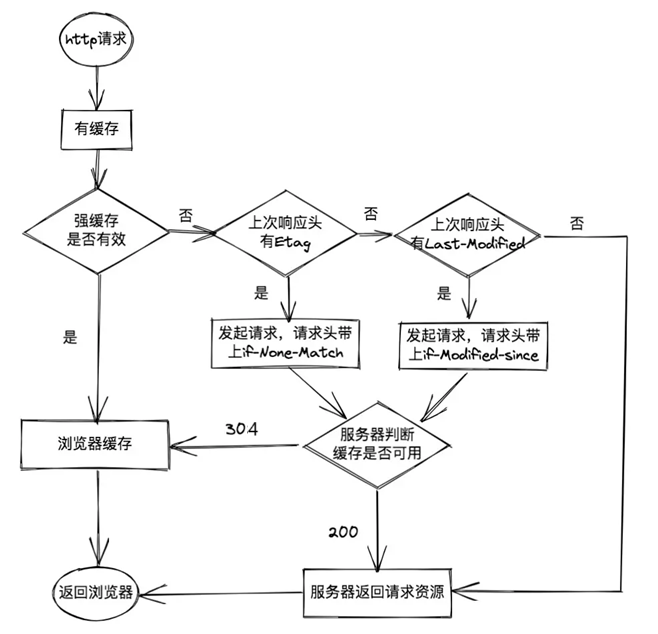 http请求
有缓存
强缓存
是否有效
否
上次响应头
有Etag
否
上次响应头
有Last-Modified
否
是
是
是
发起请求，请求头带
上if-None-Match
发起请求，请求头带
上if-Modified-since
浏览器缓存
304
服务器判断
缓存是否可用
200
返回浏览器
服务器返回请求资源